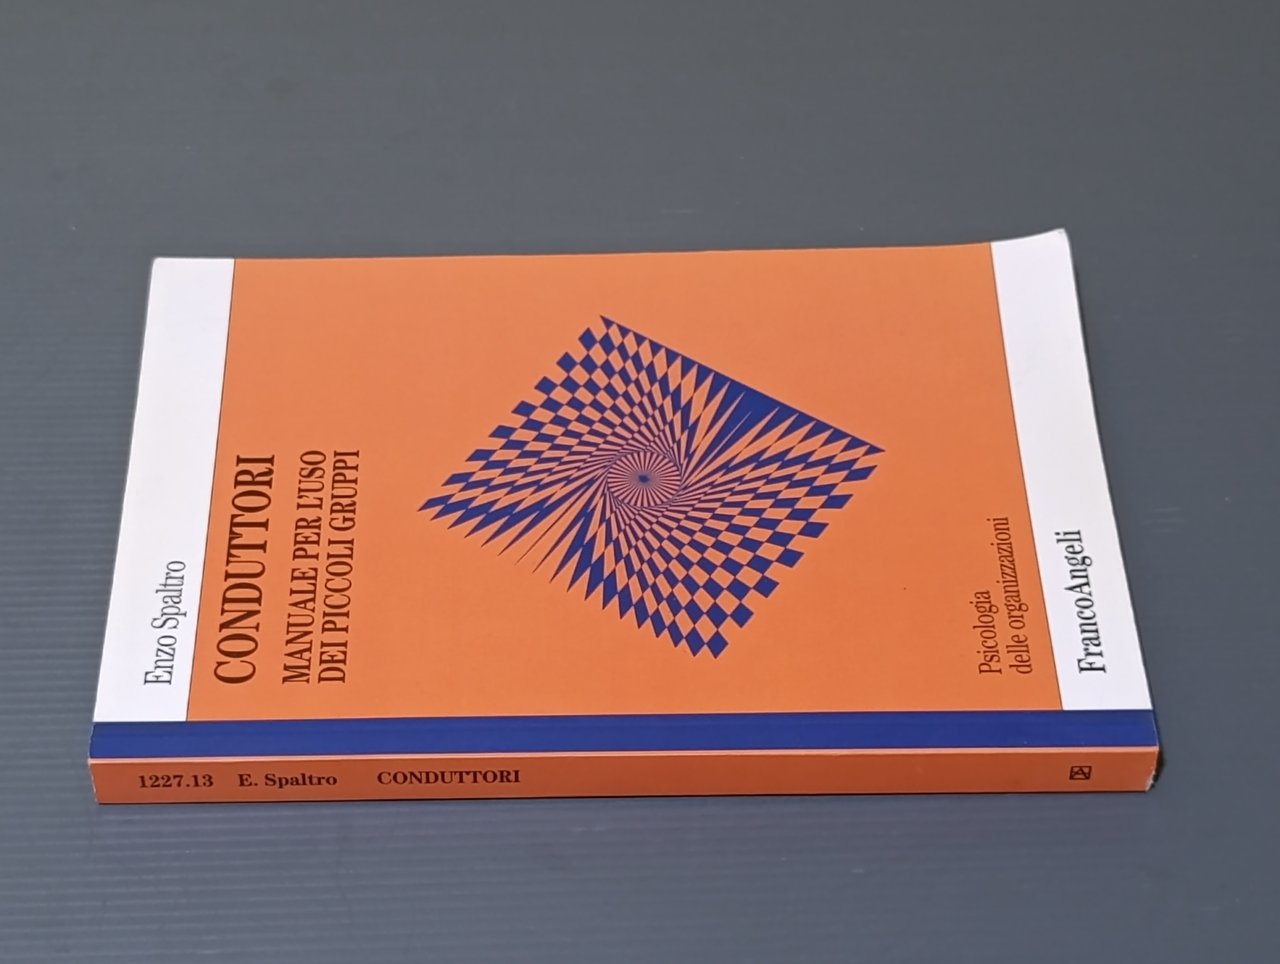 Enzo Spaltro
CONDUTTORI
MANUALE PER L'USO
DEI PICCOLI GRUPPI
Psicologia
delle organizzazioni
FrancoAngeli
1227.13 E. Spaltro CONDUTTORI